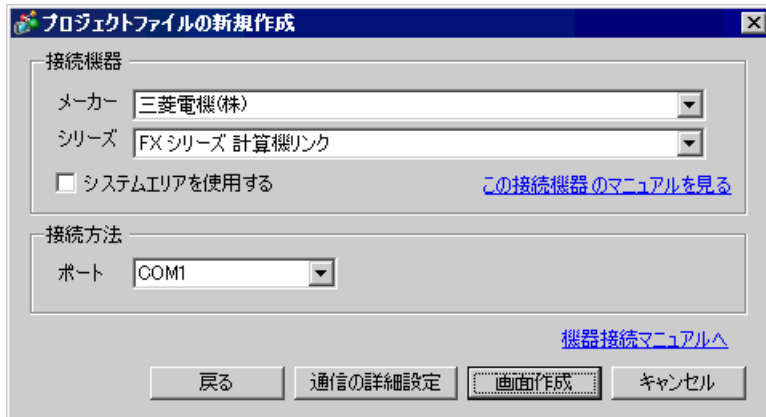 プロジェクトファイルの新規作成
接続機器
メーカー 三菱電機(株)
シリーズ FX シリーズ 計算機リンク
システムエリアを使用する この接続機器のマニュアルを見る
接続方法
ポート COM1
機器接続マニュアルへ
戻る 通信の詳細設定 画面作成 キャンセル